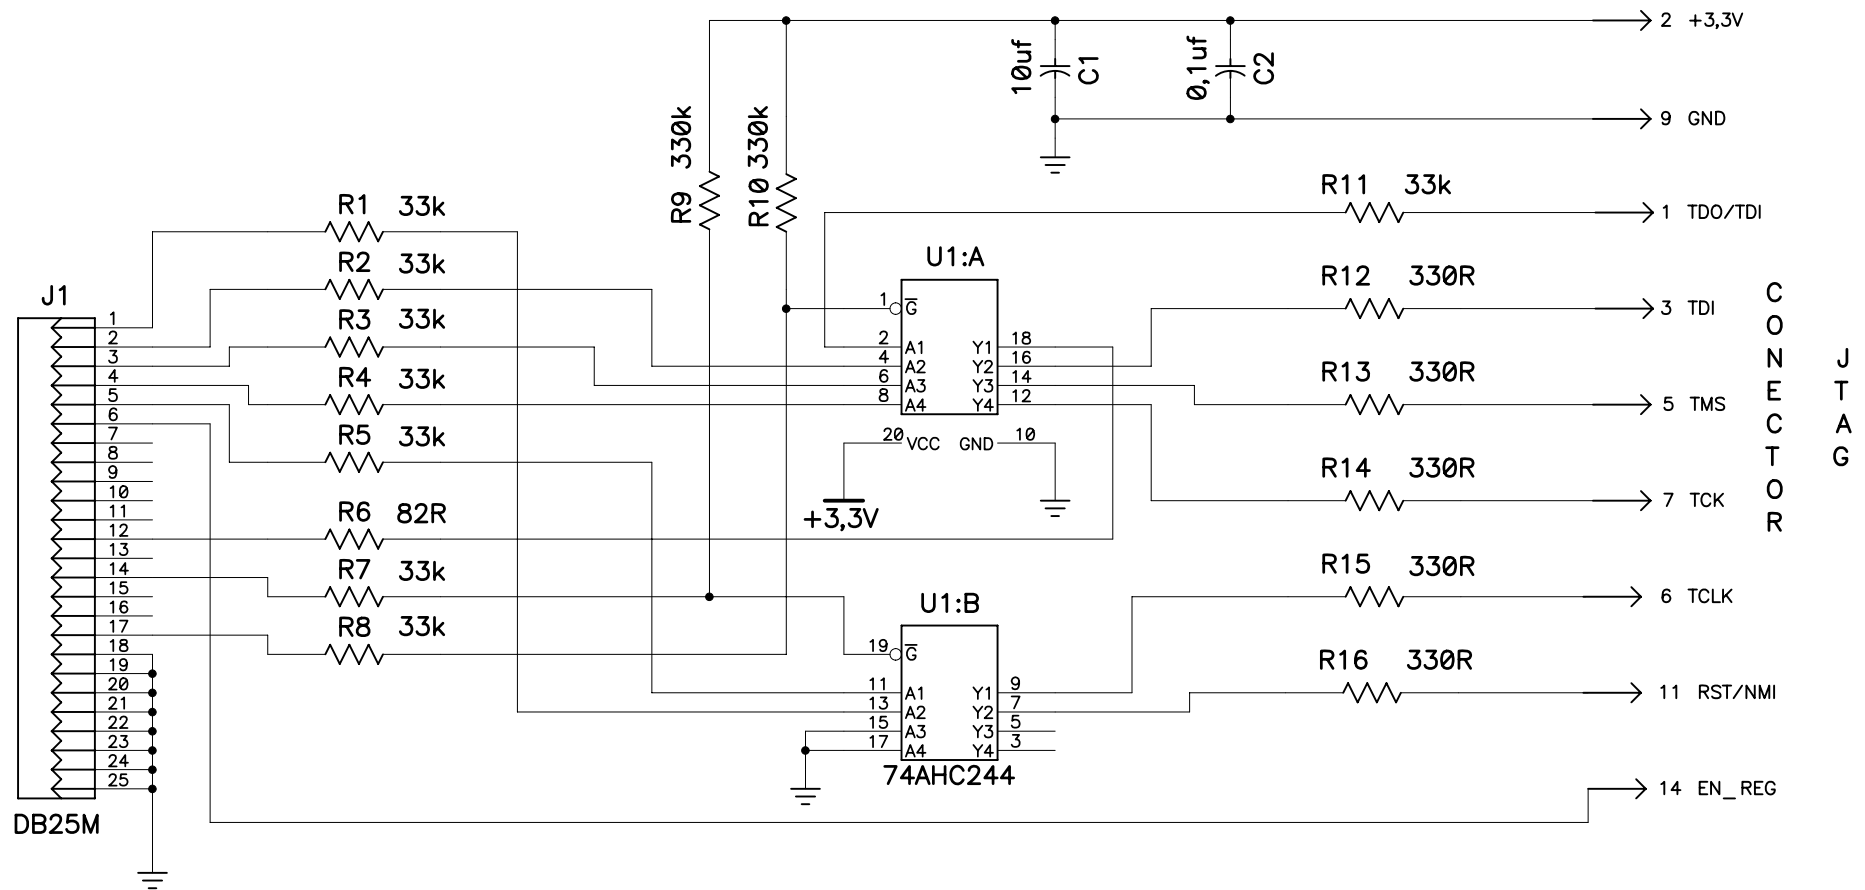 2 +3,3V
10uf C1
0,1uf C2
9 GND
R9 330k
R10 330k
R11 33k
1 TDO/TDI
R1 33k
R2 33k
R3 33k
R4 33k
R5 33k
R6 82R
R7 33k
R8 33k
J1
1
2
3
4
5
6
7
8
9
10
11
12
13
14
15
16
17
18
19
20
21
22
23
24
25
DB25M
U1:A
1 G
2 A1 Y1 18
4 A2 Y2 16
6 A3 Y3 14
8 A4 Y4 12
20 VCC GND 10
+3,3V
U1:B
19 G
11 A1 Y1 9
13 A2 Y2 7
15 A3 Y3 5
17 A4 Y4 3
74AHC244
R12 330R
3 TDI
R13 330R
5 TMS
R14 330R
7 TCK
R15 330R
6 TCLK
R16 330R
11 RST/NMI
14 EN_REG
CONECTOR
JTAG